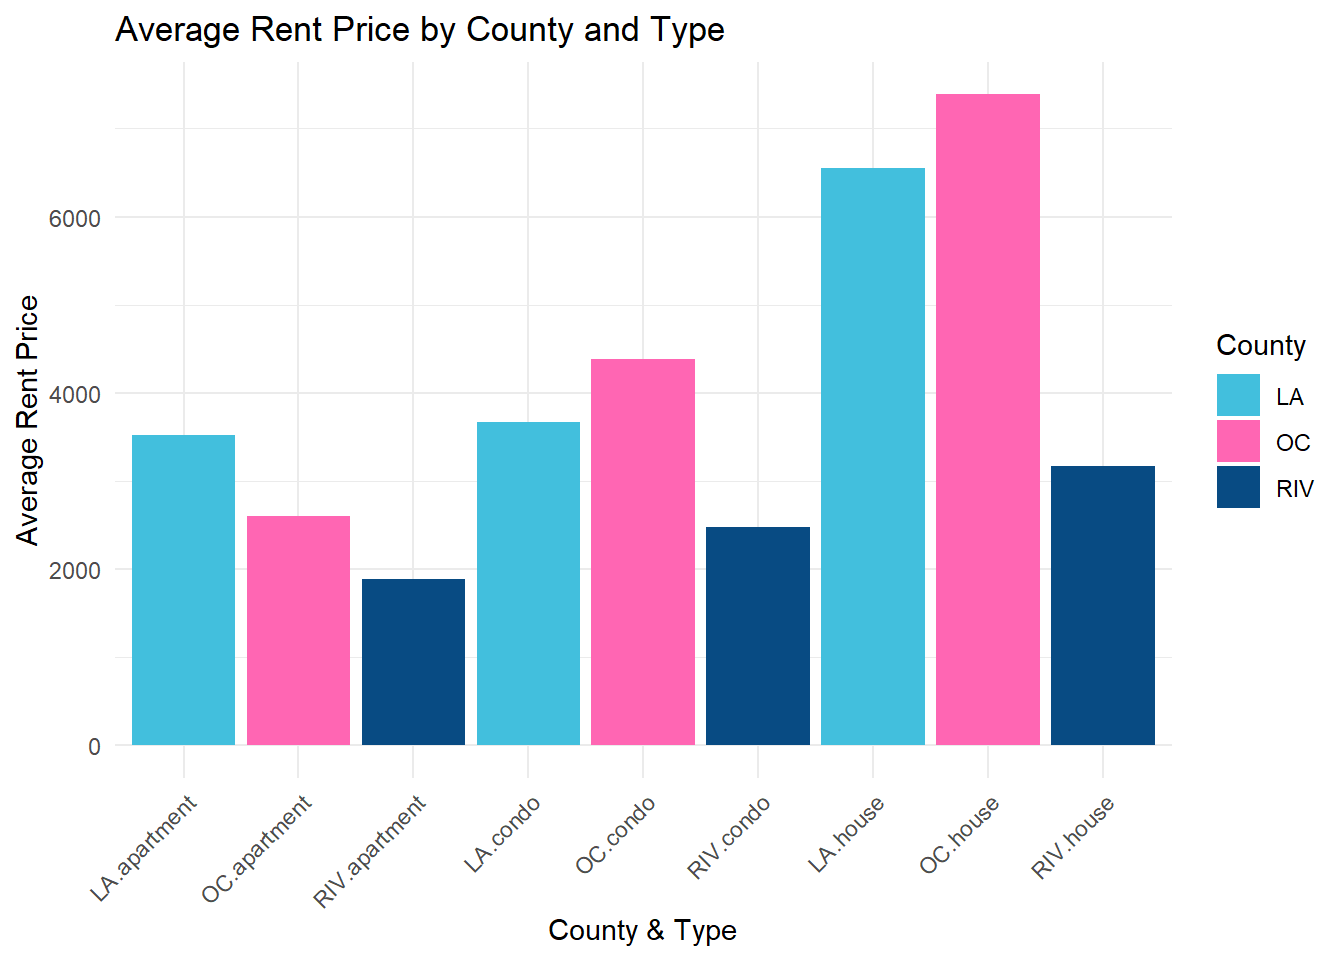 Average Rent Price by County and Type
Average Rent Price
6000
4000
2000
0
LA.apartment
OC.apartment
RIV.apartment
LA.condo
OC.condo
RIV.condo
LA.house
OC.house
RIV.house
County & Type
County
LA
OC
RIV